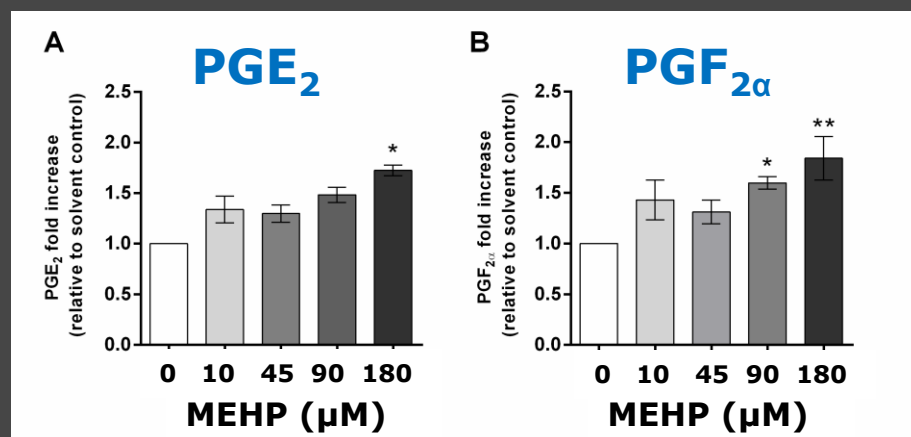 A
PGE₂
PGE₂ fold increase
(relative to solvent control)
2.5
2.0
1.5
1.0
0.5
0.0
*
0 10 45 90 180
MEHP (µM)
B
PGF₂α
PGF₂α fold increase
(relative to solvent control)
2.5
2.0
1.5
1.0
0.5
0.0
*
**
0 10 45 90 180
MEHP (µM)